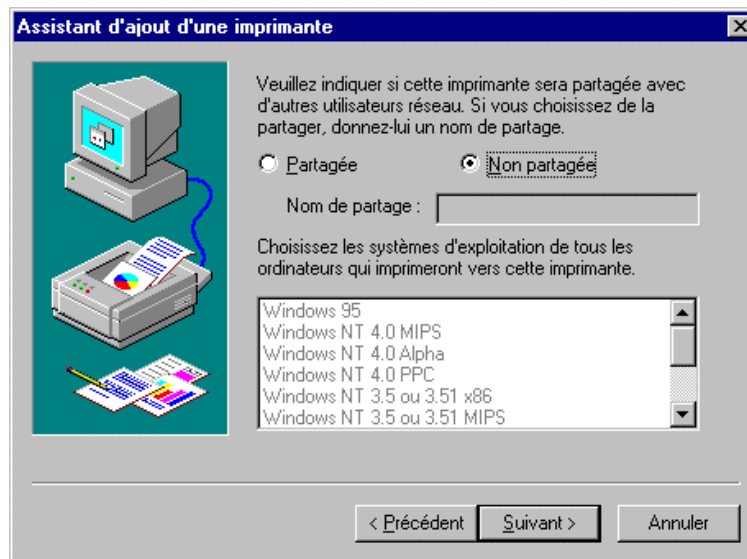 Assistant d'ajout d'une imprimante
Veuillez indiquer si cette imprimante sera partagée avec
d'autres utilisateurs réseau. Si vous choisissez de la
partager, donnez-lui un nom de partage.
Partagée Non partagée
Nom de partage :
Choisissez les systèmes d'exploitation de tous les
ordinateurs qui imprimeront vers cette imprimante.
Windows 95
Windows NT 4.0 MIPS
Windows NT 4.0 Alpha
Windows NT 4.0 PPC
Windows NT 3.5 ou 3.51 x86
Windows NT 3.5 ou 3.51 MIPS
< Précédent Suivant > Annuler